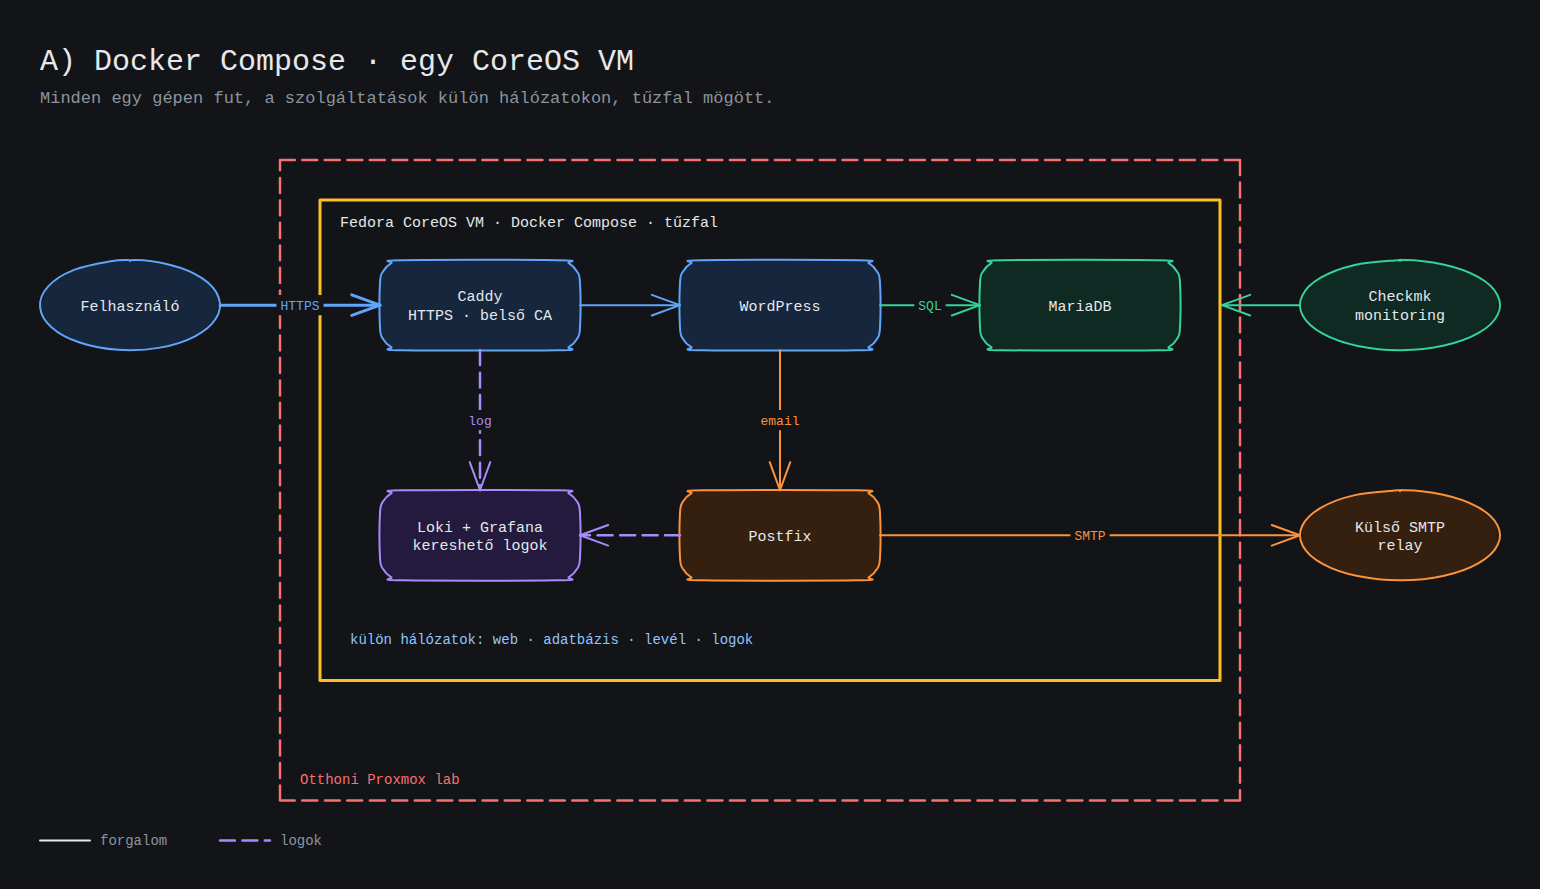 A) Docker Compose · egy CoreOS VM
Minden egy gépen fut, a szolgáltatások külön hálózatokon, tűzfal mögött.
Fedora CoreOS VM · Docker Compose · tűzfal
Felhasználó
HTTPS
Caddy
HTTPS · belső CA
WordPress
SQL
MariaDB
Checkmk
monitoring
log
email
Loki + Grafana
kereshető logok
Postfix
SMTP
Külső SMTP
relay
külön hálózatok: web · adatbázis · levél · logok
Otthoni Proxmox lab
forgalom
logok